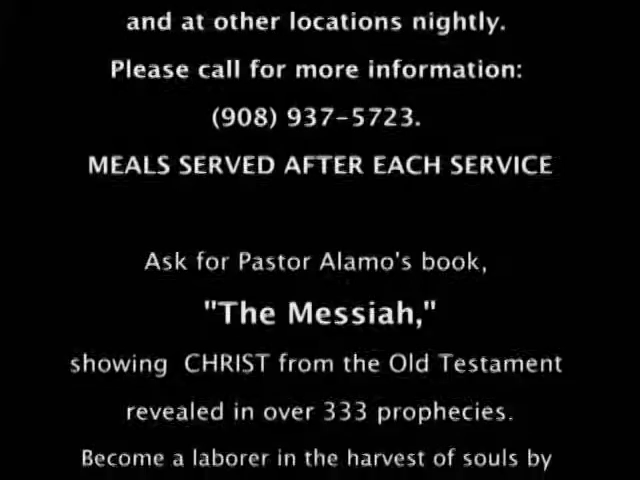 and at other locations nightly.
Please call for more information:
(908) 937-5723.
MEALS SERVED AFTER EACH SERVICE
Ask for Pastor Alamo's book,
"The Messiah,"
showing CHRIST from the Old Testament
revealed in over 333 prophecies.
Become a laborer in the harvest of souls by